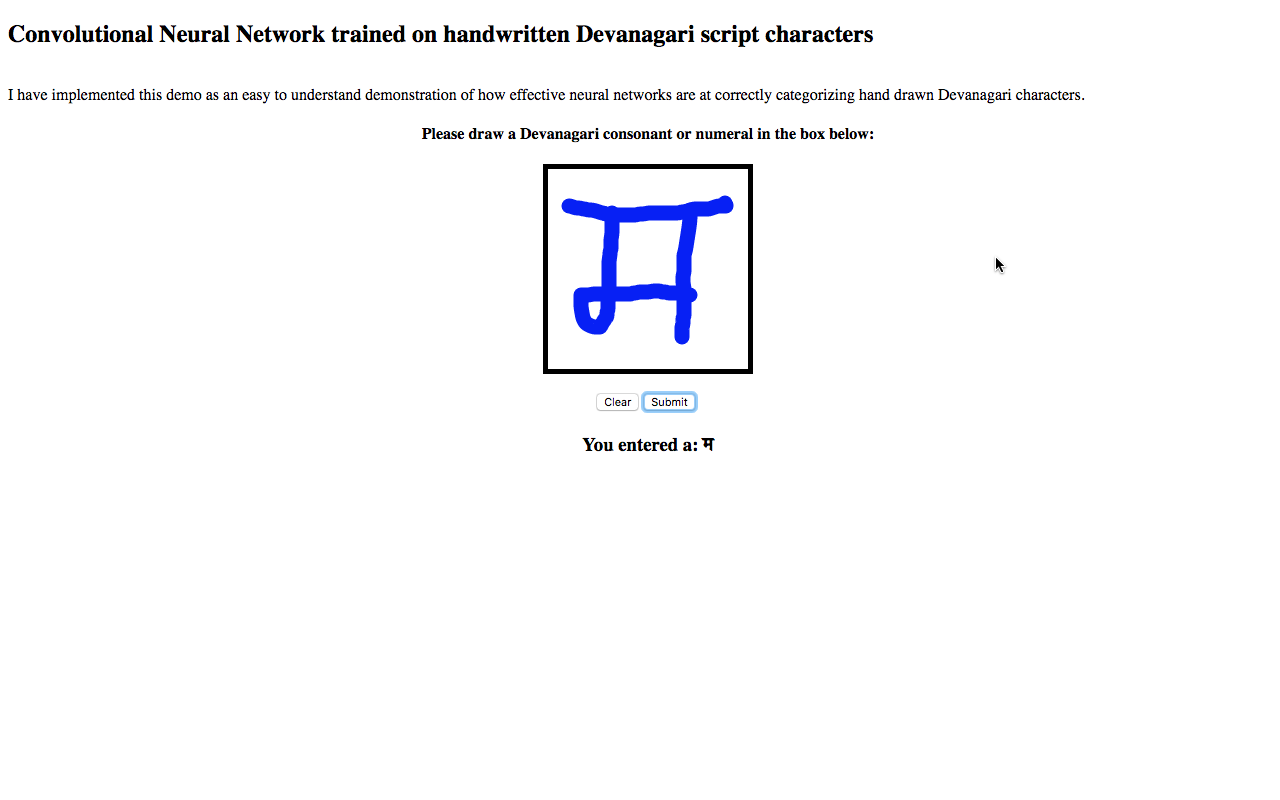 Convolutional Neural Network trained on handwritten Devanagari script characters
I have implemented this demo as an easy to understand demonstration of how effective neural networks are at correctly categorizing hand drawn Devanagari characters.
Please draw a Devanagari consonant or numeral in the box below:
म
Clear Submit
You entered a: म